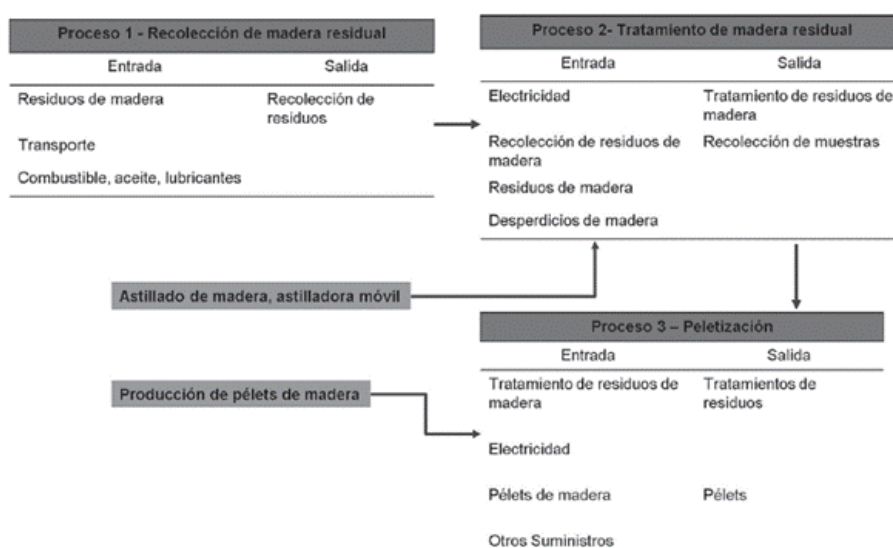 Proceso 1 - Recolección de madera residual
Entrada Salida
Residuos de madera Recolección de
residuos
Transporte
Combustible, aceite, lubricantes
Proceso 2- Tratamiento de madera residual
Entrada Salida
Electricidad Tratamiento de residuos de
madera
Recolección de residuos de Recolección de muestras
madera
Residuos de madera
Desperdicios de madera
Astillado de madera, astilladora móvil
Proceso 3 – Peletización
Entrada Salida
Tratamiento de residuos de Tratamientos de
madera residuos
Producción de pélets de madera
Electricidad
Pélets de madera Pélets
Otros Suministros